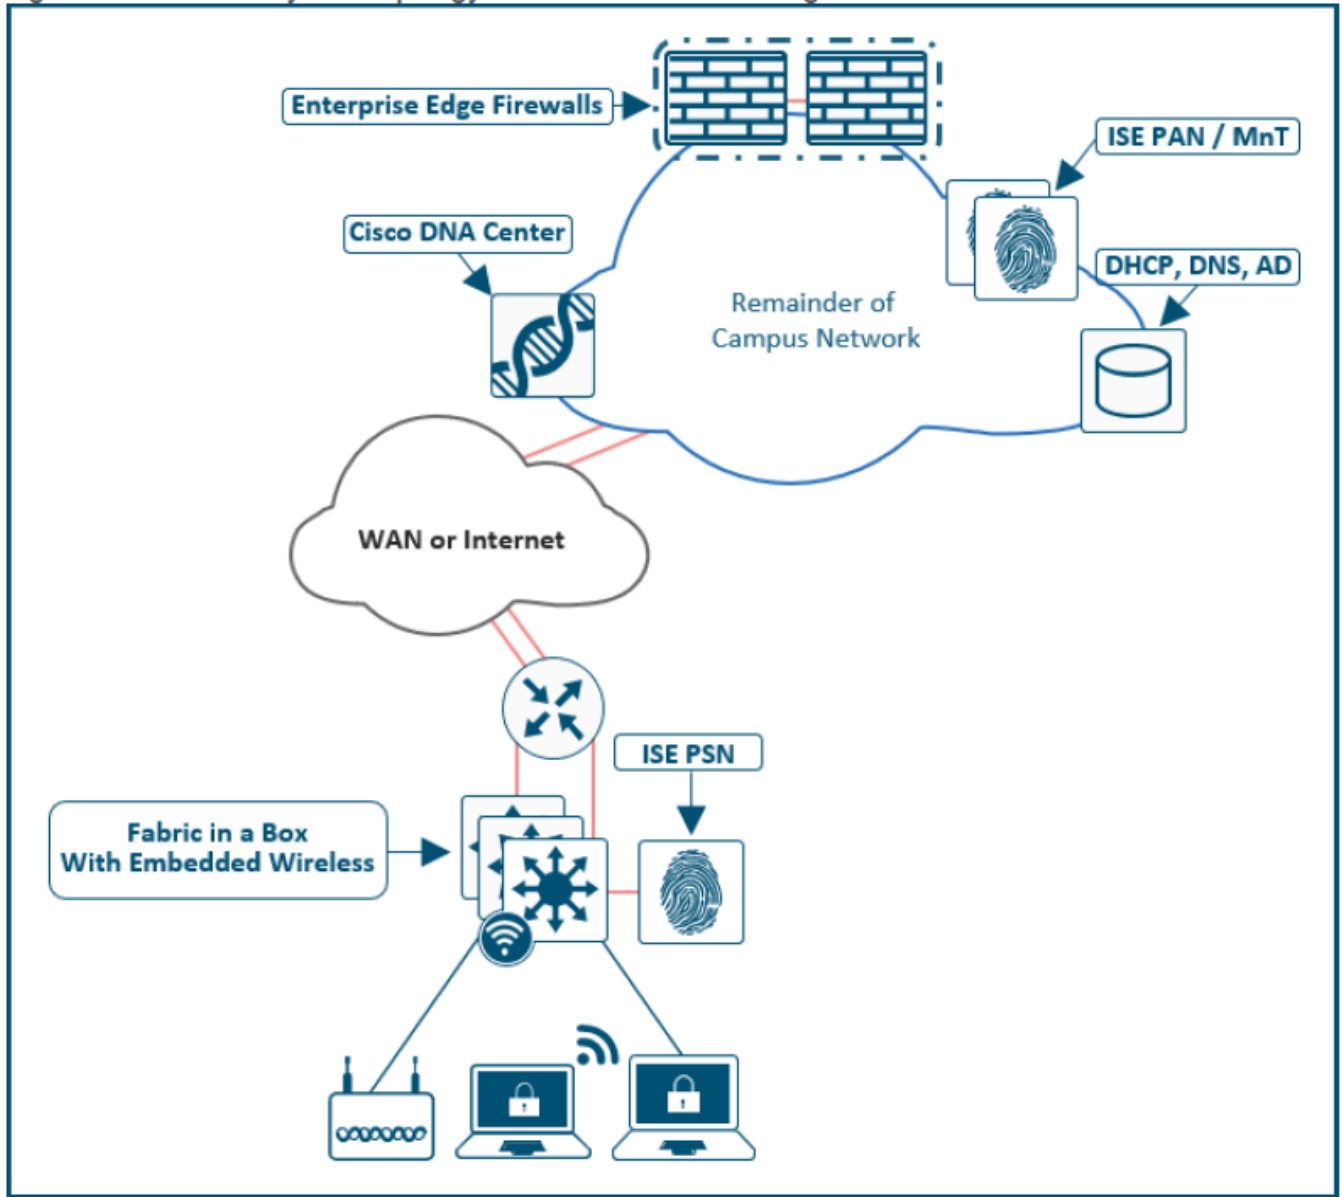 Enterprise Edge Firewalls
ISE PAN / MnT
Cisco DNA Center
DHCP, DNS, AD
Remainder of
Campus Network
WAN or Internet
ISE PSN
Fabric in a Box
With Embedded Wireless